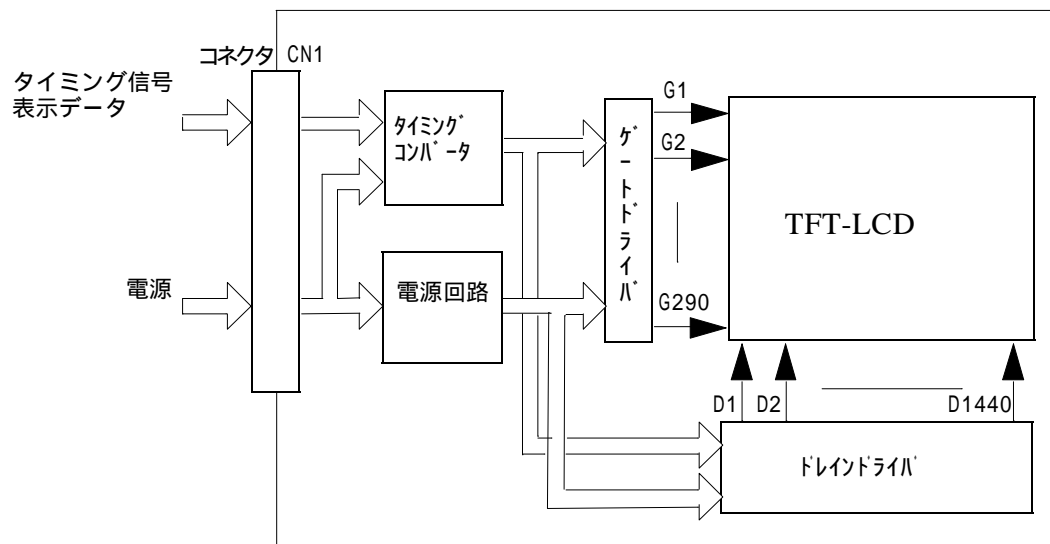 コネクタ CN1
タイミング信号
表示データ
電源
ﾀｲﾐﾝｸﾞ
ｺﾝﾊﾞｰﾀ
電源回路
ｹﾞｰﾄﾄﾞﾗｲﾊﾞ
G1
G2
G290
TFT-LCD
D1
D2
D1440
ﾄﾞﾚｲﾝﾄﾞﾗｲﾊﾞ